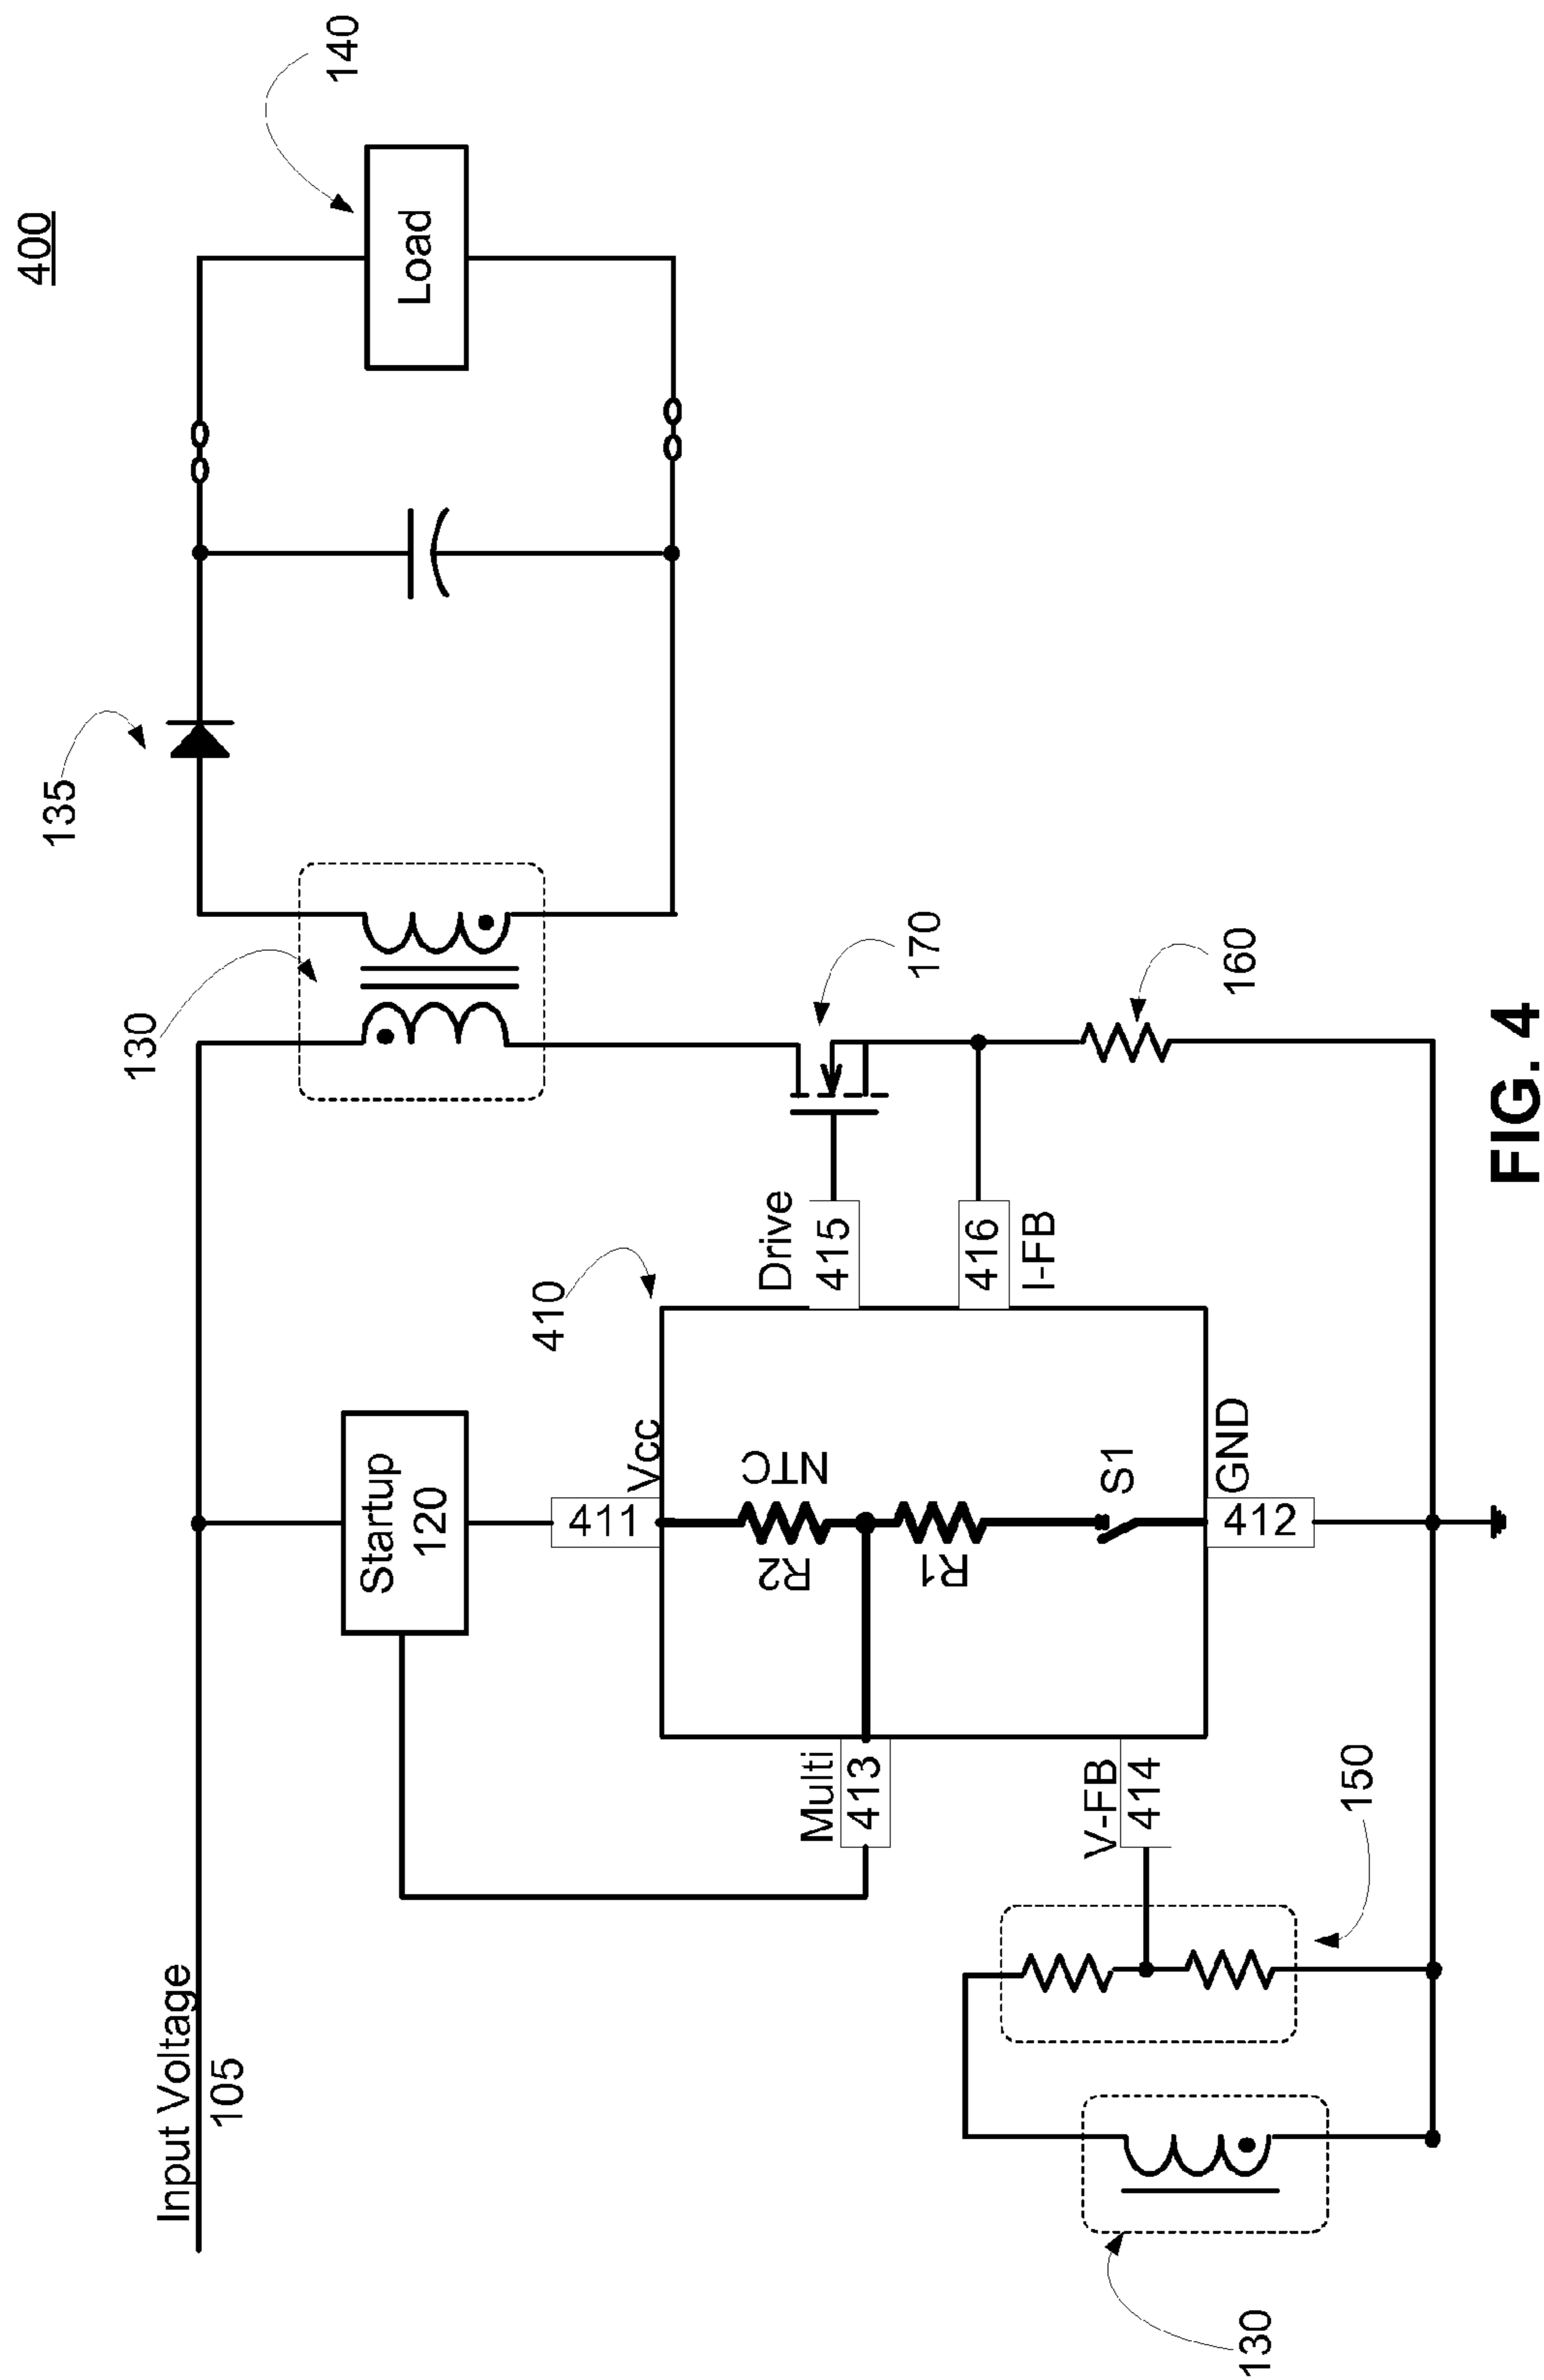 400
135
140
130
Load
Input Voltage
105
Startup
120
410
170
160
411
Vcc
R2
NTC
R1
S1
Multi
413
V-FB
414
Drive
415
416
I-FB
412
GND
150
130
FIG. 4